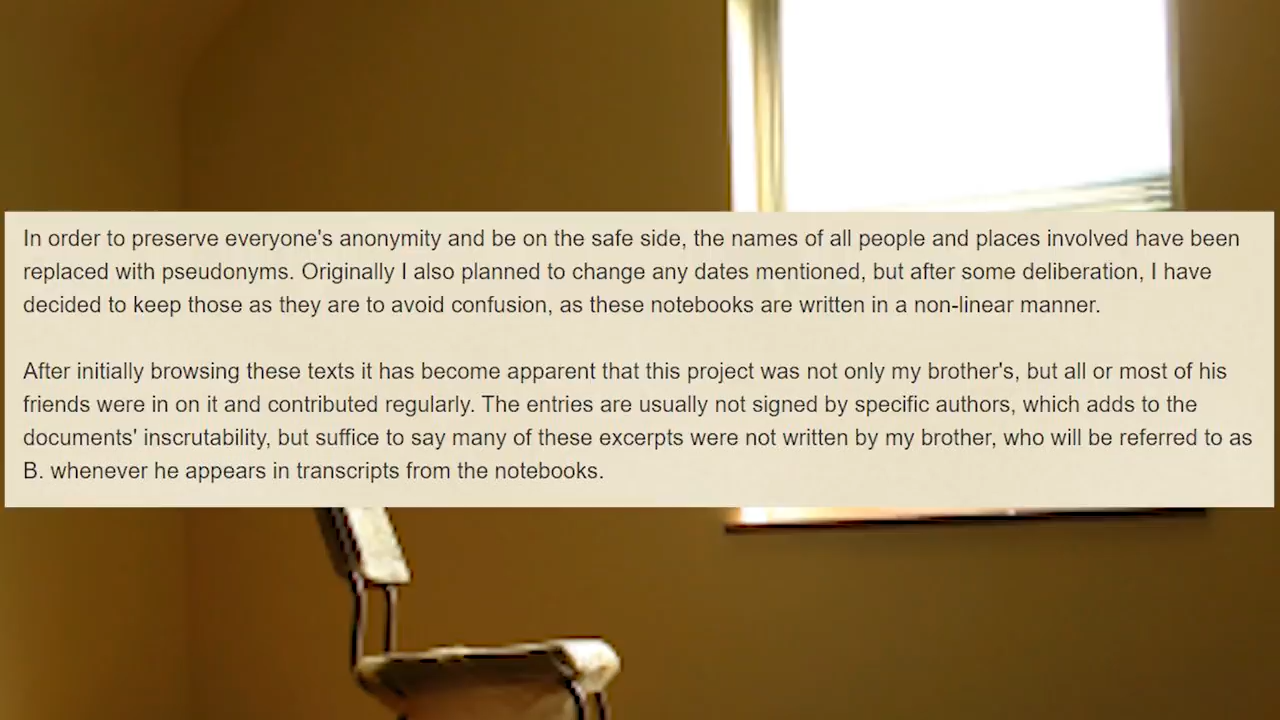 In order to preserve everyone's anonymity and be on the safe side, the names of all people and places involved have been
replaced with pseudonyms. Originally I also planned to change any dates mentioned, but after some deliberation, I have
decided to keep those as they are to avoid confusion, as these notebooks are written in a non-linear manner.
After initially browsing these texts it has become apparent that this project was not only my brother's, but all or most of his
friends were in on it and contributed regularly. The entries are usually not signed by specific authors, which adds to the
documents' inscrutability, but suffice to say many of these excerpts were not written by my brother, who will be referred to as
B. whenever he appears in transcripts from the notebooks.